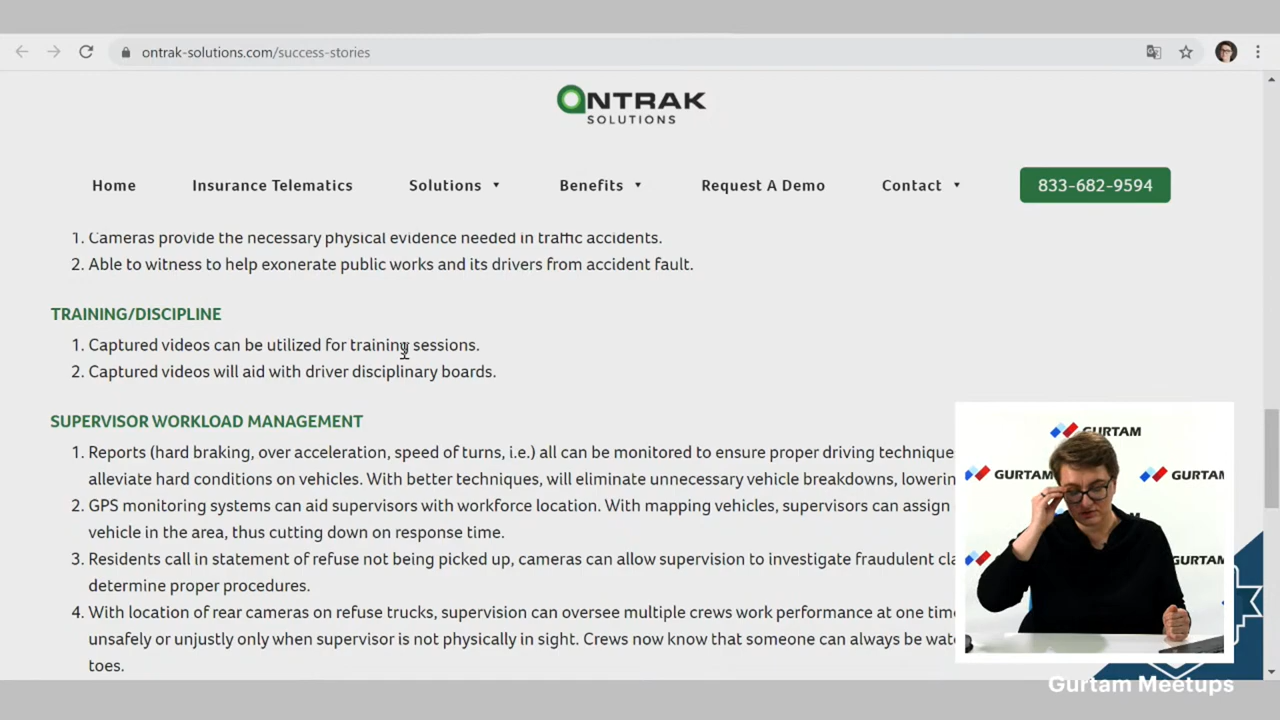 ontrak-solutions.com/success-stories
ONTRAK
SOLUTIONS
Home Insurance Telematics Solutions Benefits Request A Demo Contact 833-682-9594
1. Cameras provide the necessary physical evidence needed in traffic accidents.
2. Able to witness to help exonerate public works and its drivers from accident fault.
TRAINING/DISCIPLINE
1. Captured videos can be utilized for training sessions.
2. Captured videos will aid with driver disciplinary boards.
SUPERVISOR WORKLOAD MANAGEMENT
1. Reports (hard braking, over acceleration, speed of turns, i.e.) all can be monitored to ensure proper driving technique
alleviate hard conditions on vehicles. With better techniques, will eliminate unnecessary vehicle breakdowns, lowerin
2. GPS monitoring systems can aid supervisors with workforce location. With mapping vehicles, supervisors can assign
vehicle in the area, thus cutting down on response time.
3. Residents call in statement of refuse not being picked up, cameras can allow supervision to investigate fraudulent cla
determine proper procedures.
4. With location of rear cameras on refuse trucks, supervision can oversee multiple crews work performance at one time
unsafely or unjustly only when supervisor is not physically in sight. Crews now know that someone can always be wat
toes.
GURTAM
GURTAM
GURTAM
GURTAM
GURTAM
Gurtam Meetups